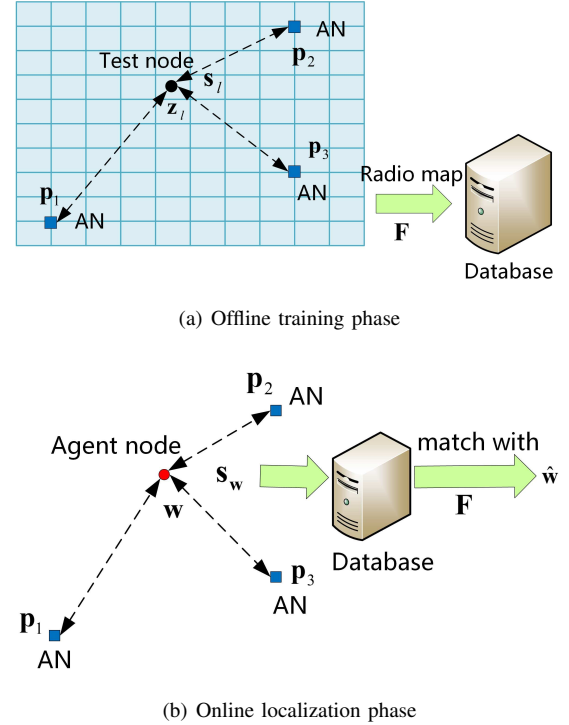 AN
p₂
Test node
s_l
z_l
p₃
AN
p₁
AN
Radio map
F
Database
(a) Offline training phase
p₂
AN
Agent node
s_w
match with
w
F
ŵ
Database
p₃
AN
p₁
AN
(b) Online localization phase